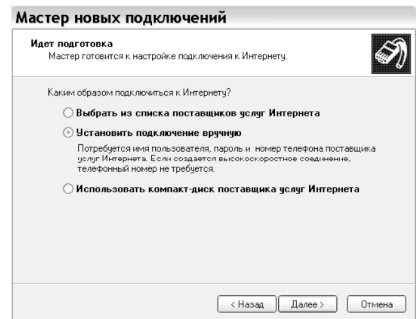 Мастер новых подключений
Идет подготовка
Мастер готовится к настройке подключения к Интернету.
Каким образом подключиться к Интернету?
Выбрать из списка поставщиков услуг Интернета
Установить подключение вручную
Потребуется имя пользователя, пароль и номер телефона поставщика
услуг Интернета. Если создается высокоскоростное соединение,
телефонный номер не требуется.
Использовать компакт-диск поставщика услуг Интернета
< Назад
Далее >
Отмена